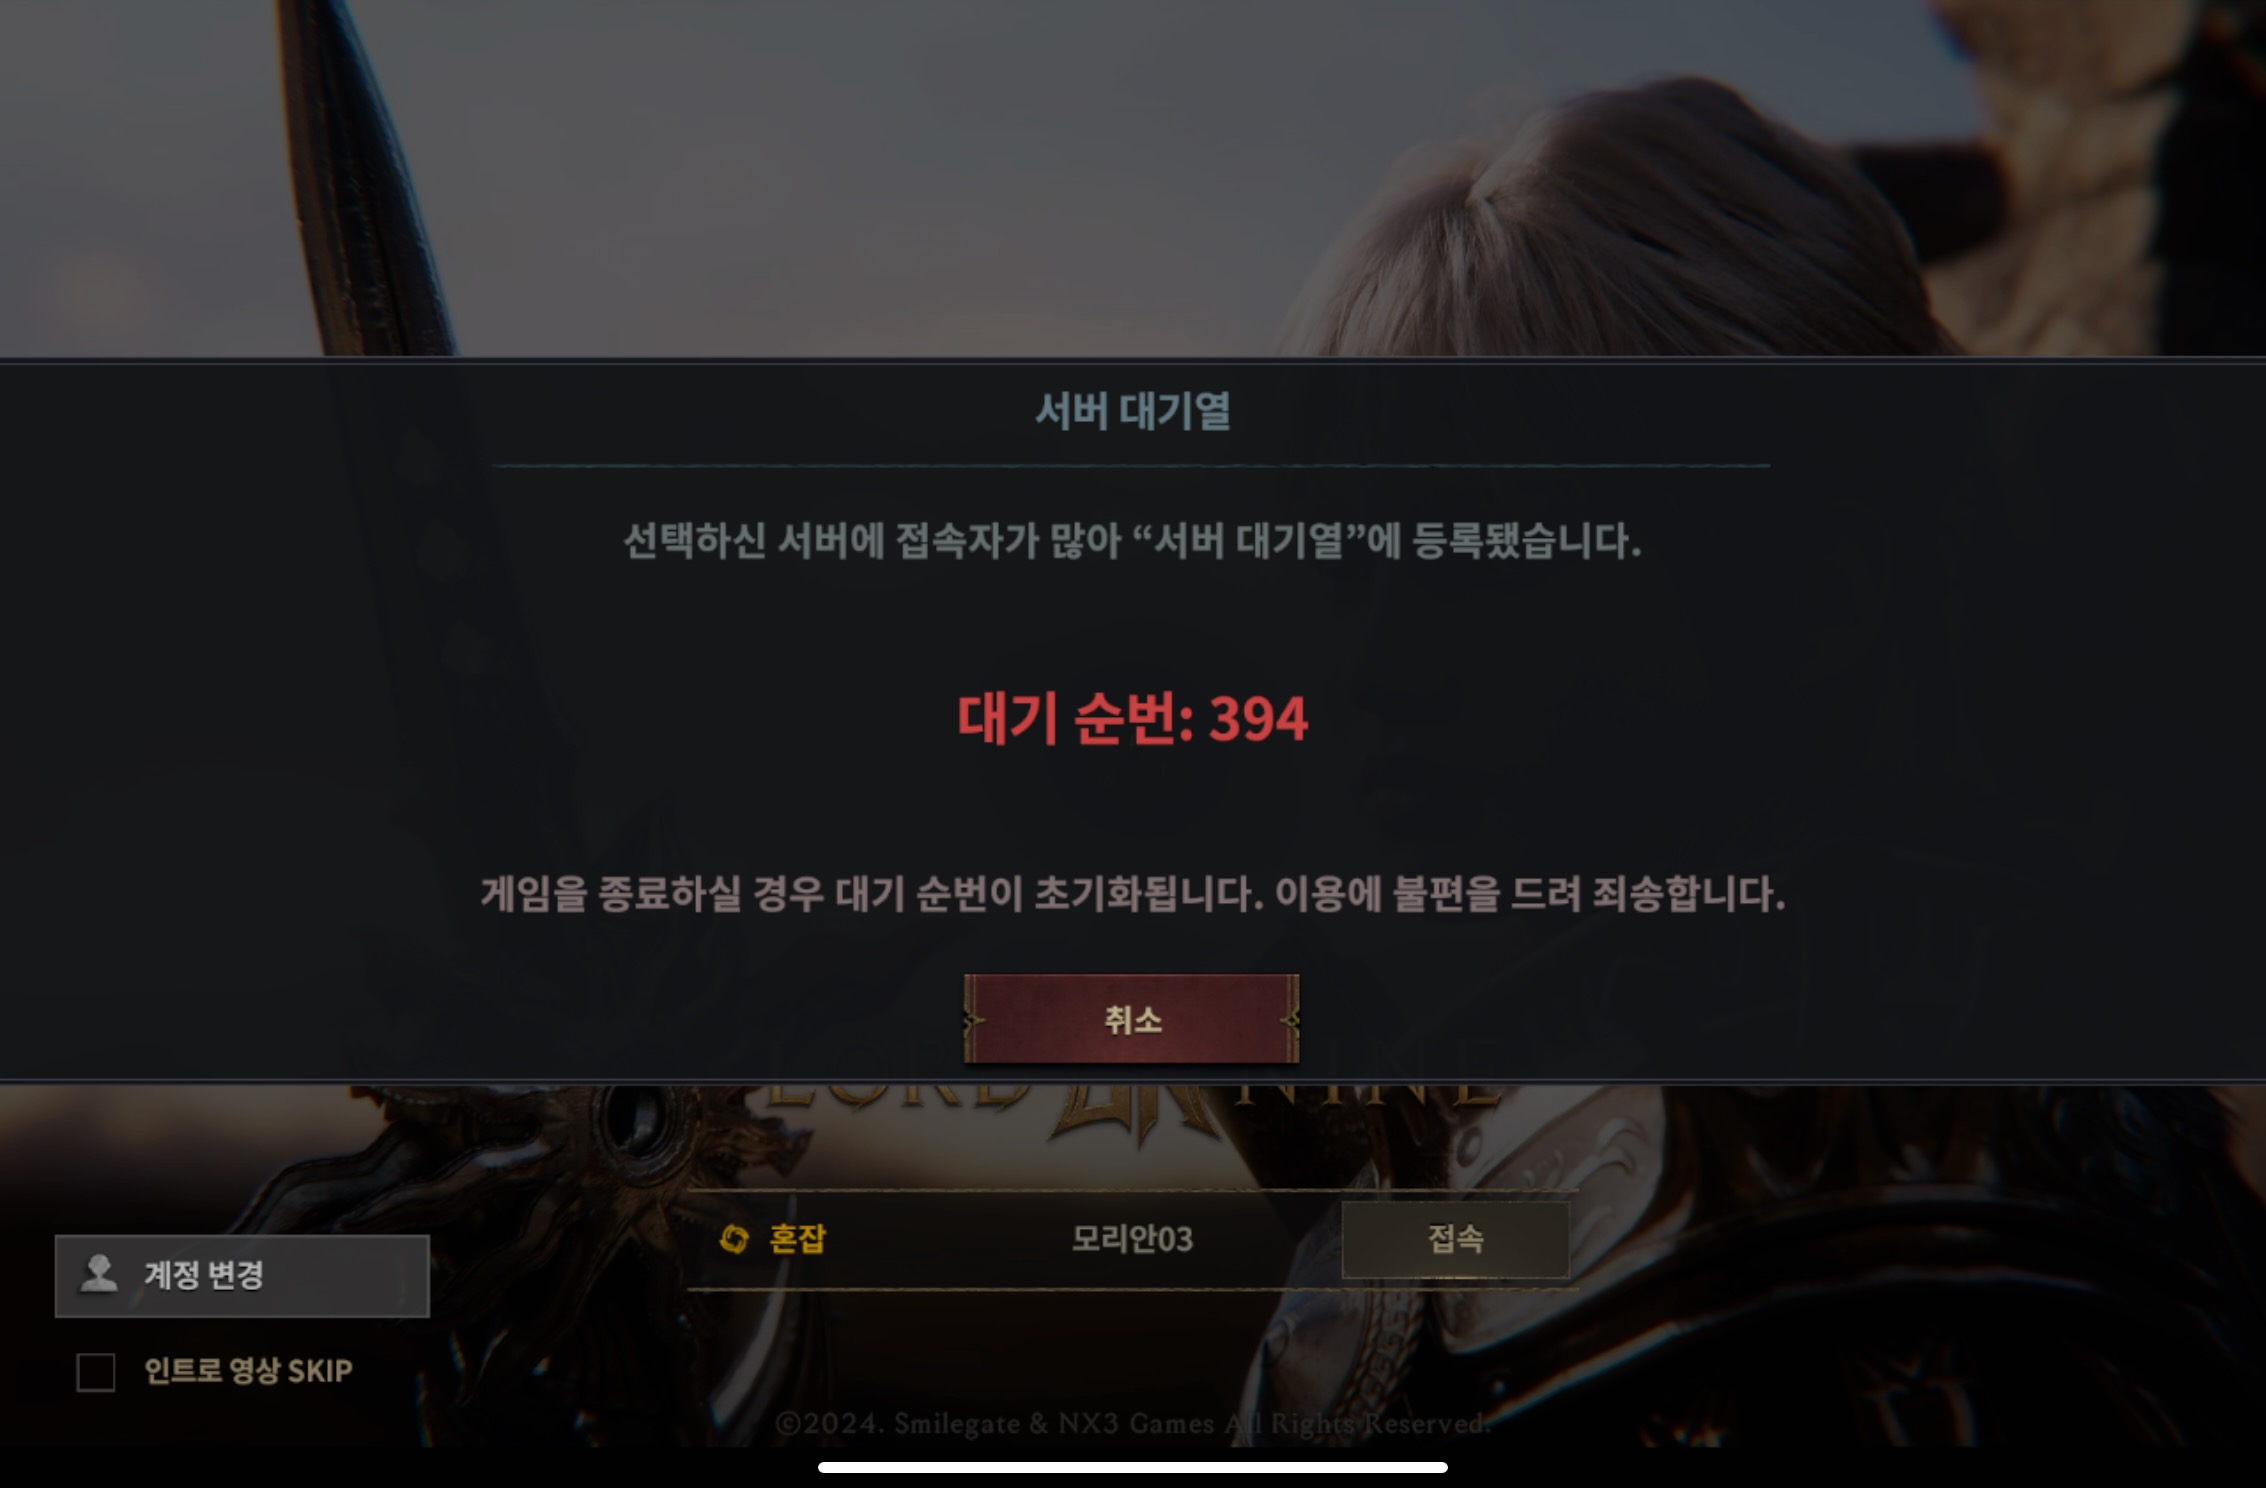 서버 대기열
선택하신 서버에 접속자가 많아 “서버 대기열”에 등록됐습니다.
대기 순번: 394
게임을 종료하실 경우 대기 순번이 초기화됩니다. 이용에 불편을 드려 죄송합니다.
취소
LORD NINE
혼잡 모리안03 접속
계정 변경
인트로 영상 SKIP
©2024. Smilegate & NX3 Games All Rights Reserved.